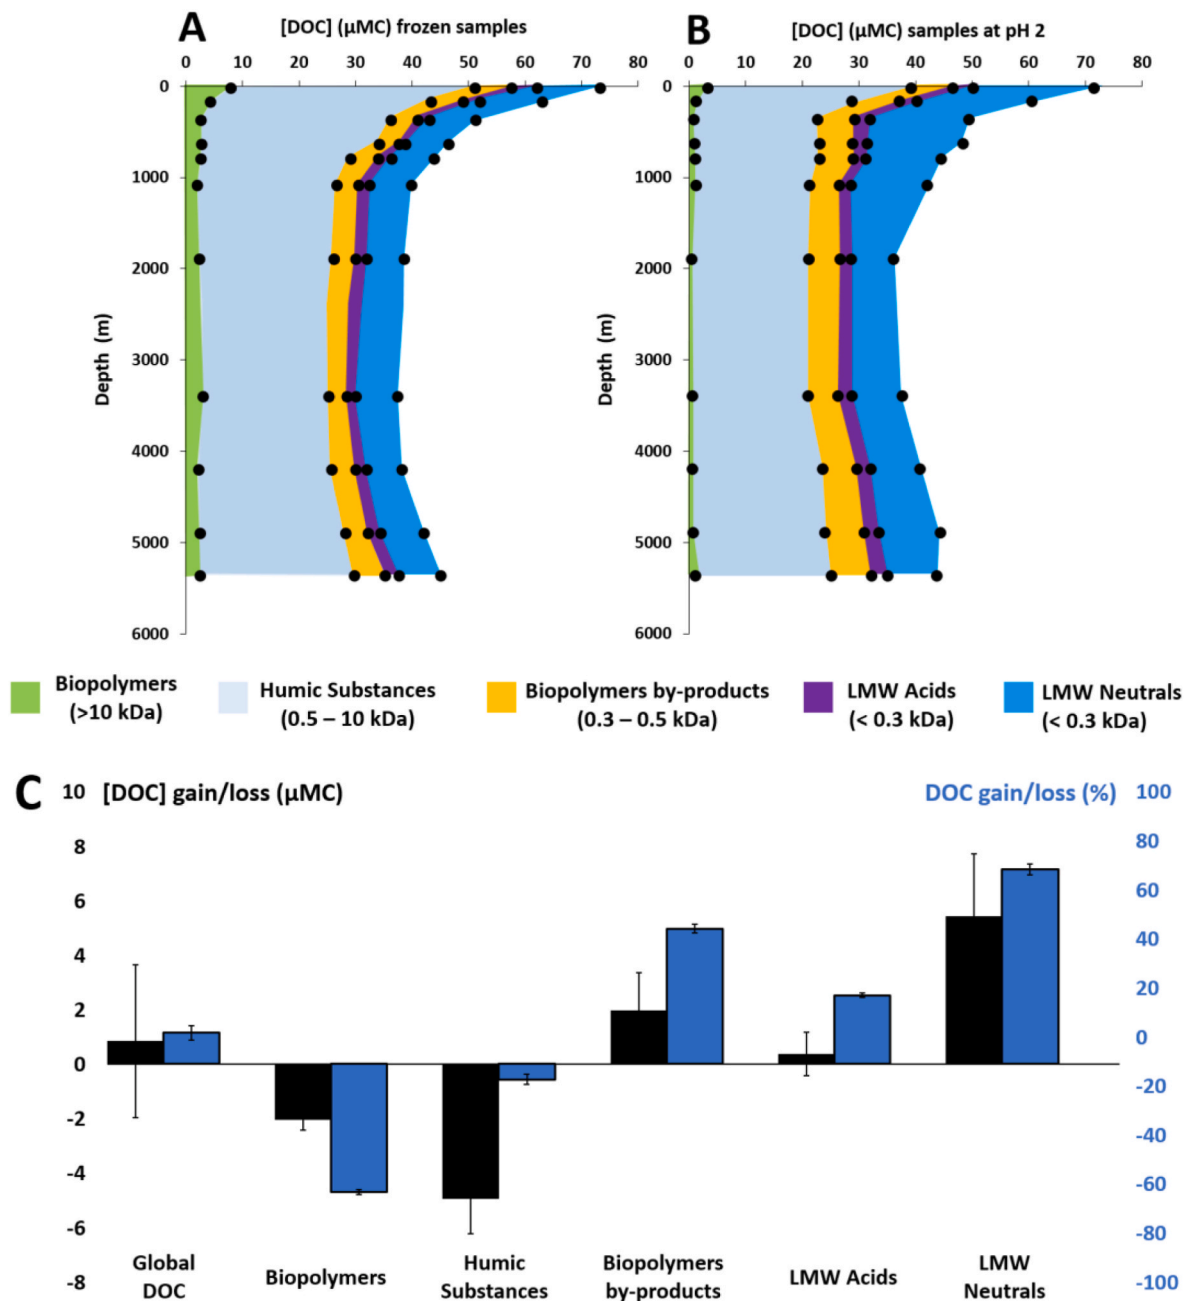 A
[DOC] (µMC) frozen samples
0 10 20 30 40 50 60 70 80
0
1000
2000
3000
4000
5000
6000
Depth (m)
B
[DOC] (µMC) samples at pH 2
0 10 20 30 40 50 60 70 80
0
1000
2000
3000
4000
5000
6000
Depth (m)
Biopolymers
(>10 kDa)
Humic Substances
(0.5 – 10 kDa)
Biopolymers by-products
(0.3 – 0.5 kDa)
LMW Acids
(< 0.3 kDa)
LMW Neutrals
(< 0.3 kDa)
C
[DOC] gain/loss (µMC)
DOC gain/loss (%)
10
8
6
4
2
0
-2
-4
-6
-8
100
80
60
40
20
0
-20
-40
-60
-80
-100
Global
DOC
Biopolymers
Humic
Substances
Biopolymers
by-products
LMW Acids
LMW
Neutrals